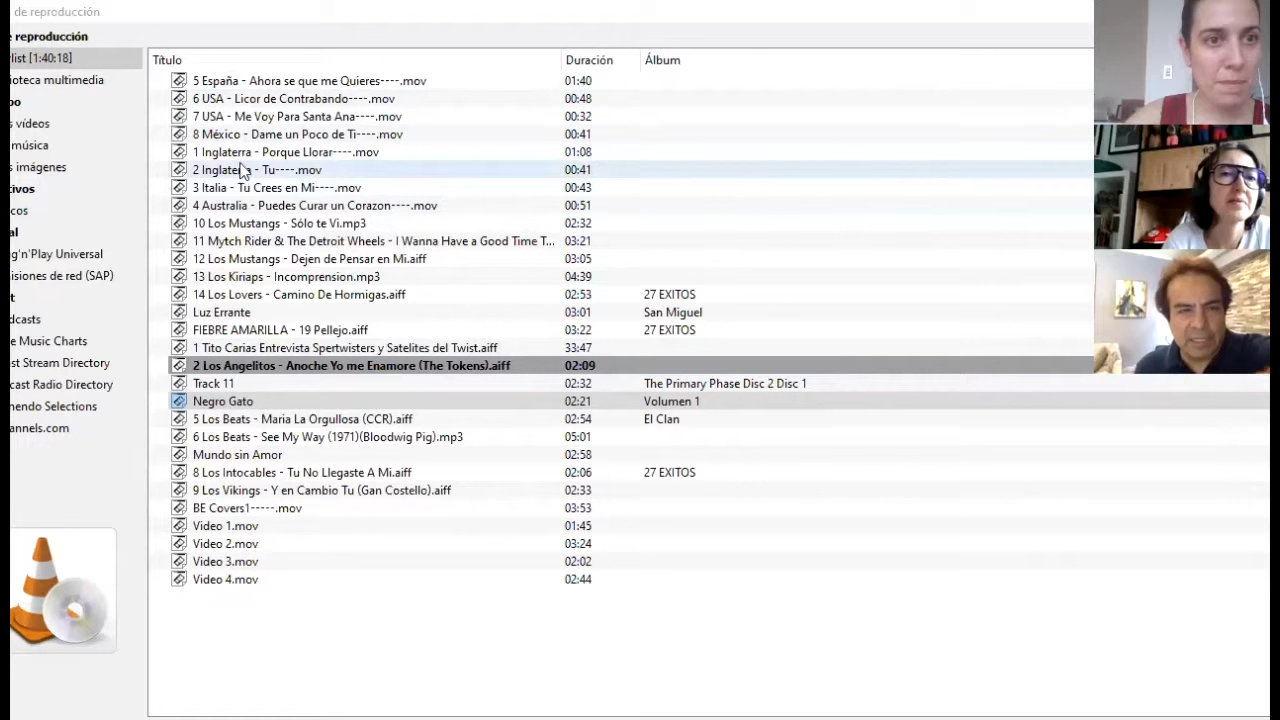 de reproducción
reproducción
list [1:40:18]
ioteca multimedia
po
s vídeos
música
s imágenes
tivos
cos
al
g'n'Play Universal
isiones de red (SAP)
t
dcasts
e Music Charts
st Stream Directory
cast Radio Directory
nendo Selections
annels.com
Título Duración Álbum
5 España - Ahora se que me Quieres----.mov 01:40
6 USA - Licor de Contrabando----.mov 00:48
7 USA - Me Voy Para Santa Ana----.mov 00:32
8 México - Dame un Poco de Ti----.mov 00:41
1 Inglaterra - Porque Llorar----.mov 01:08
2 Inglaterra - Tu----.mov 00:41
3 Italia - Tu Crees en Mi----.mov 00:43
4 Australia - Puedes Curar un Corazon----.mov 00:51
10 Los Mustangs - Sólo te Vi.mp3 02:32
11 Mytch Rider & The Detroit Wheels - I Wanna Have a Good Time T... 03:21
12 Los Mustangs - Dejen de Pensar en Mi.aiff 03:05
13 Los Kiriaps - Incomprension.mp3 04:39
14 Los Lovers - Camino De Hormigas.aiff 02:53 27 EXITOS
Luz Errante 03:01 San Miguel
FIEBRE AMARILLA - 19 Pellejo.aiff 03:22 27 EXITOS
1 Tito Carias Entrevista Spertwisters y Satelites del Twist.aiff 33:47
2 Los Angelitos - Anoche Yo me Enamore (The Tokens).aiff 02:09
Track 11 02:32 The Primary Phase Disc 2 Disc 1
Negro Gato 02:21 Volumen 1
5 Los Beats - Maria La Orgullosa (CCR).aiff 02:54 El Clan
6 Los Beats - See My Way (1971)(Bloodwig Pig).mp3 05:01
Mundo sin Amor 02:58
8 Los Intocables - Tu No Llegaste A Mi.aiff 02:06 27 EXITOS
9 Los Vikings - Y en Cambio Tu (Gan Costello).aiff 02:33
BE Covers1-----.mov 03:53
Video 1.mov 01:45
Video 2.mov 03:24
Video 3.mov 02:02
Video 4.mov 02:44